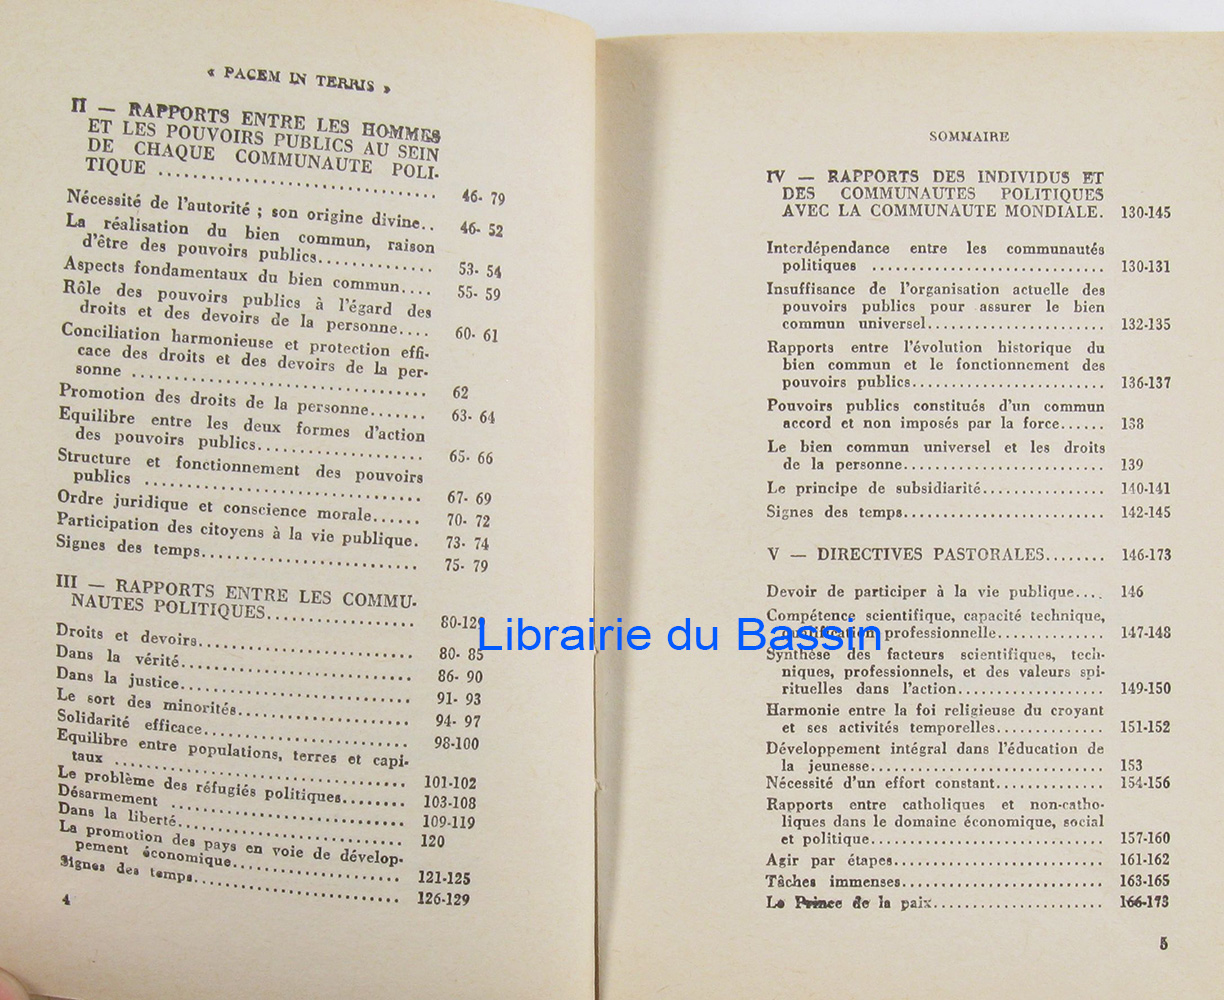 « PACEM IN TERRIS »
II — RAPPORTS ENTRE LES HOMMES
ET LES POUVOIRS PUBLICS AU SEIN
DE CHAQUE COMMUNAUTE POLI-
TIQUE ................................ 46- 79
Nécessité de l'autorité ; son origine divine.. 46- 52
La réalisation du bien commun, raison
d'être des pouvoirs publics.............. 53- 54
Aspects fondamentaux du bien commun.... 55- 59
Rôle des pouvoirs publics à l'égard des
droits et des devoirs de la personne.... 60- 61
Conciliation harmonieuse et protection effi-
cace des droits et des devoirs de la per-
sonne ................................ 62
Promotion des droits de la personne....... 63- 64
Equilibre entre les deux formes d'action
des pouvoirs publics.................... 65- 66
Structure et fonctionnement des pouvoirs
publics ................................ 67- 69
Ordre juridique et conscience morale...... 70- 72
Participation des citoyens à la vie publique. 73- 74
Signes des temps.......................... 75- 79
III — RAPPORTS ENTRE LES COMMU-
NAUTES POLITIQUES.................. 80-129
Droits et devoirs.......................... 80- 85
Dans la vérité............................ 86- 90
Dans la justice............................ 91- 93
Le sort des minorités...................... 94- 97
Solidarité efficace........................ 98-100
Equilibre entre populations, terres et capi-
taux .................................. 101-102
Le problème des réfugiés politiques........ 103-108
Désarmement .............................. 109-119
Dans la liberté............................ 120
La promotion des pays en voie de dévelop-
pement économique.................... 121-125
Signes des temps.......................... 126-129
4
SOMMAIRE
IV — RAPPORTS DES INDIVIDUS ET
DES COMMUNAUTES POLITIQUES
AVEC LA COMMUNAUTE MONDIALE. 130-145
Interdépendance entre les communautés
politiques ............................ 130-131
Insuffisance de l'organisation actuelle des
pouvoirs publics pour assurer le bien
commun universel...................... 132-135
Rapports entre l'évolution historique du
bien commun et le fonctionnement des
pouvoirs publics........................ 136-137
Pouvoirs publics constitués d'un commun
accord et non imposés par la force...... 138
Le bien commun universel et les droits
de la personne.......................... 139
Le principe de subsidiarité................ 140-141
Signes des temps.......................... 142-145
V — DIRECTIVES PASTORALES........ 146-173
Devoir de participer à la vie publique.... 146
Compétence scientifique, capacité technique,
qualification professionnelle.............. 147-148
Librairie du Bassin
Synthèse des facteurs scientifiques, tech-
niques, professionnels, et des valeurs spi-
rituelles dans l'action.................. 149-150
Harmonie entre la foi religieuse du croyant
et ses activités temporelles.............. 151-152
Développement intégral dans l'éducation de
la jeunesse.............................. 153
Nécessité d'un effort constant.............. 154-156
Rapports entre catholiques et non-catho-
liques dans le domaine économique, social
et politique.............................. 157-160
Agir par étapes............................ 161-162
Tâches immenses.......................... 163-165
Le Prince de la paix...................... 166-173
5